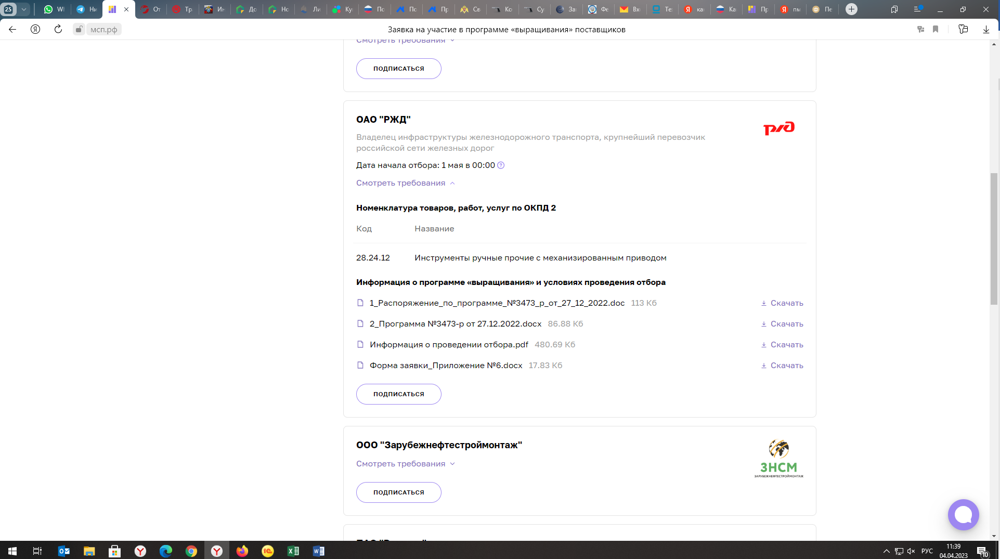 25
Wl
Ни
От
Тр
Ин
До
Но
Ли
Ку
По
По
Пр
Св
Ко
Су
За
Фе
Вх
Те
ка
Ка
Пр
пм
Пе
мсп.рф
Заявка на участие в программе «выращивания» поставщиков
Смотреть требования
ПОДПИСАТЬСЯ
ОАО "РЖД"
Владелец инфраструктуры железнодорожного транспорта, крупнейший перевозчик
российской сети железных дорог
Дата начала отбора: 1 мая в 00:00
Смотреть требования
Номенклатура товаров, работ, услуг по ОКПД 2
Код Название
28.24.12 Инструменты ручные прочие с механизированным приводом
Информация о программе «выращивания» и условиях проведения отбора
1_Распоряжение_по_программе_№3473_р_от_27_12_2022.doc 113 Кб Скачать
2_Программа №3473-р от 27.12.2022.docx 86.88 Кб Скачать
Информация о проведении отбора.pdf 480.69 Кб Скачать
Форма заявки_Приложение №6.docx 17.83 Кб Скачать
ПОДПИСАТЬСЯ
ООО "Зарубежнефтестроймонтаж"
Смотреть требования
ЗНСМ
ЗАРУБЕЖНЕФТЕСТРОЙМОНТАЖ
ПОДПИСАТЬСЯ
РУС
11:39
04.04.2023
10